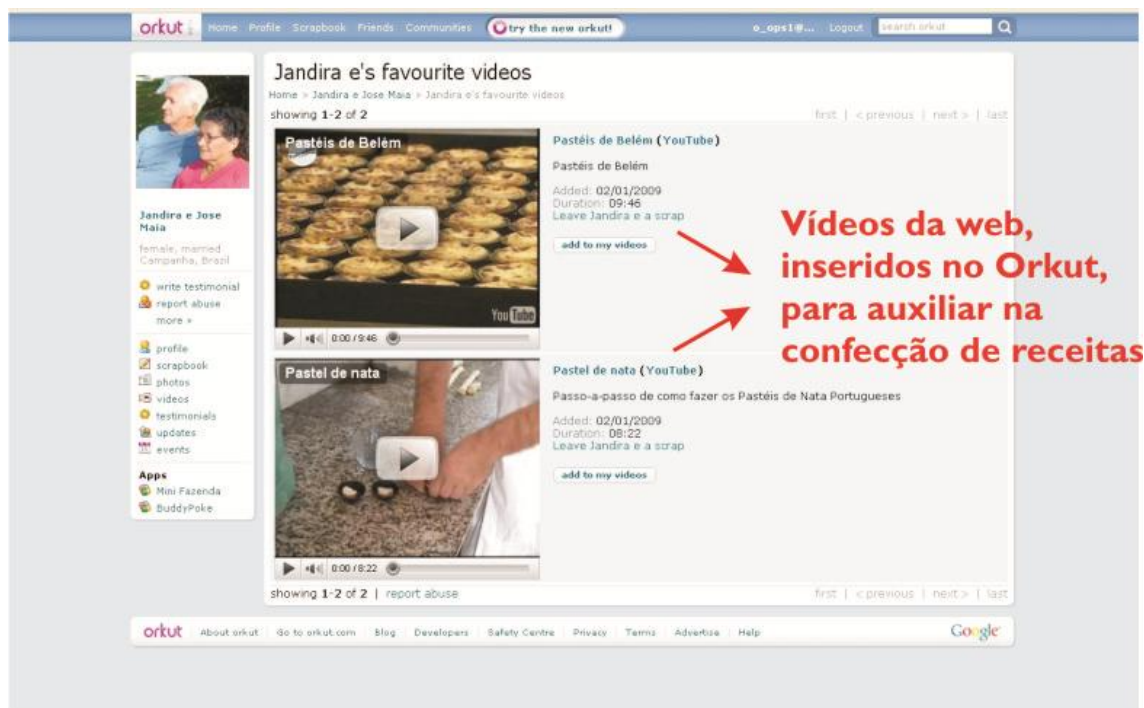 orkut Home Profile Scrapbook Friends Communities try the new orkut! o_ops1@... Logout search orkut
Jandira e's favourite videos
Home > Jandira e Jose Maia > Jandira e's favourite videos
showing 1-2 of 2 first | < previous | next > | last
Jandira e Jose
Maia
female, married
Campanha, Brazil
write testimonial
report abuse
more »
profile
scrapbook
photos
videos
testimonials
updates
events
Apps
Mini Fazenda
BuddyPoke
Pastéis de Belém
You Tube
0:00 / 9:46
Pastéis de Belém (YouTube)
Pastéis de Belém
Added: 02/01/2009
Duration: 09:46
Leave Jandira e a scrap
add to my videos
Pastel de nata
0:00 / 8:22
Pastel de nata (YouTube)
Passo-a-passo de como fazer os Pastéis de Nata Portugueses
Added: 02/01/2009
Duration: 08:22
Leave Jandira e a scrap
add to my videos
Vídeos da web,
inseridos no Orkut,
para auxiliar na
confecção de receitas
showing 1-2 of 2 | report abuse first | < previous | next > | last
orkut About orkut Go to orkut.com Blog Developers Safety Centre Privacy Terms Advertise Help Google